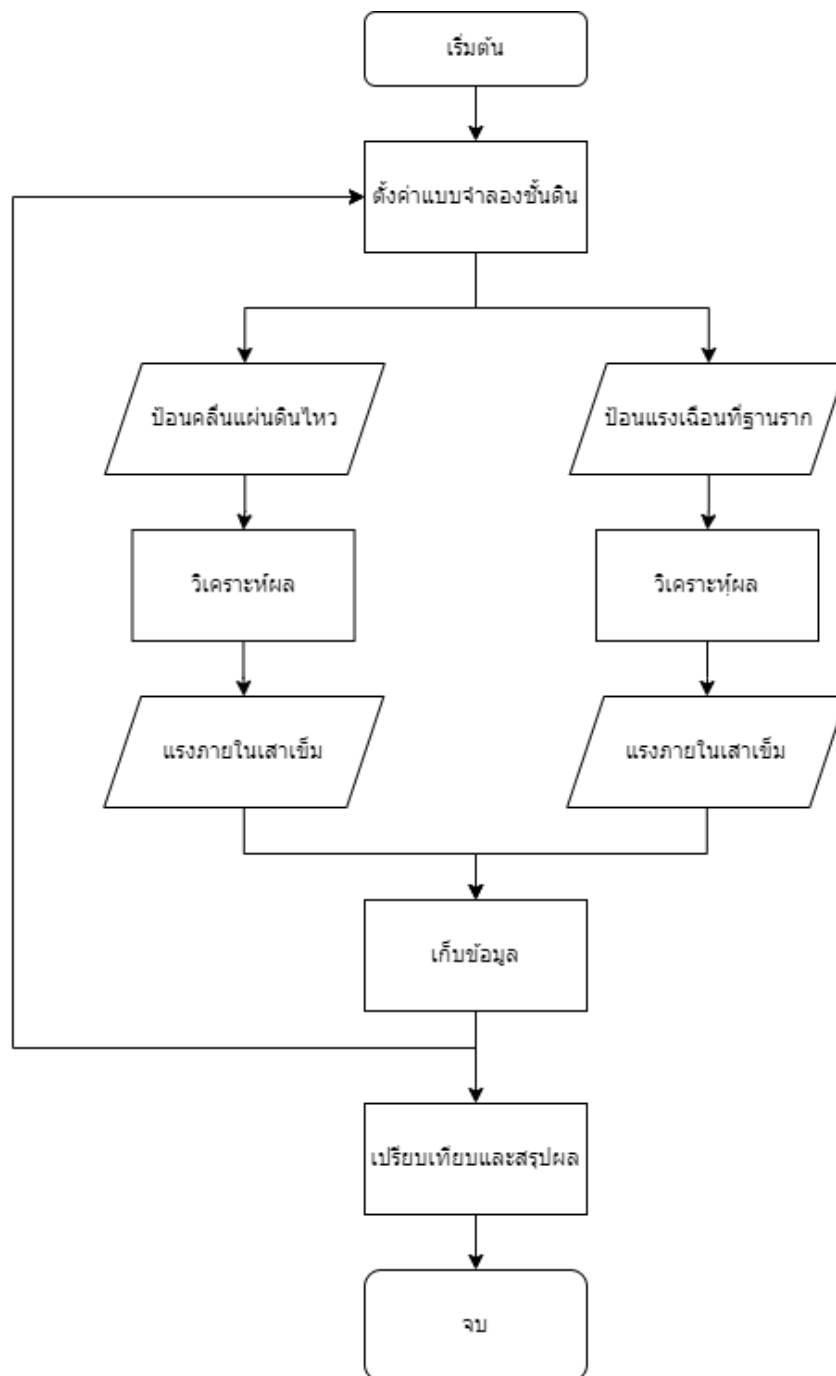 เริ่มต้น
ตั้งค่าแบบจำลองชั้นดิน
ป้อนคลื่นแผ่นดินไหว
ป้อนแรงเฉือนที่ฐานราก
วิเคราะห์ผล
วิเคราะห์ผล
แรงภายในเสาเข็ม
แรงภายในเสาเข็ม
เก็บข้อมูล
เปรียบเทียบและสรุปผล
จบ